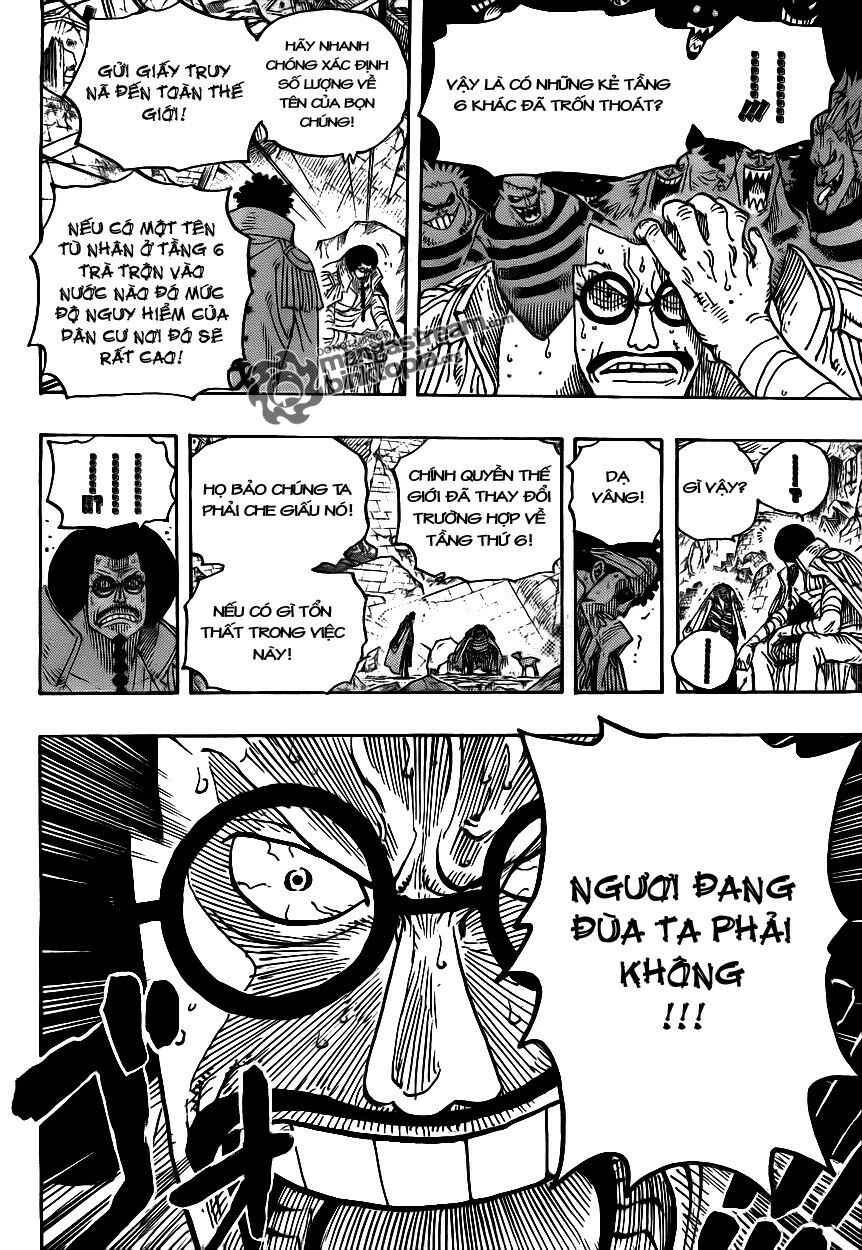 VẬY LÀ CÓ NHỮNG KẺ TẦNG
6 KHÁC ĐÃ TRỐN THOÁT?
HÃY NHANH
CHÓNG XÁC ĐỊNH
SỐ LƯỢNG VỀ
TÊN CỦA BỌN
CHÚNG!
GỬI GIẤY TRUY
NÃ ĐẾN TOÀN THẾ
GIỚI!
NẾU CÓ MỘT TÊN
TÙ NHÂN Ở TẦNG 6
TRÀ TRỘN VÀO
NƯỚC NÀO ĐÓ MỨC
ĐỘ NGUY HIỂM CỦA
DÂN CƯ NƠI ĐÓ SẼ
RẤT CAO!
mangastream.com
GÌ VẬY?
DẠ
VÂNG!
CHÍNH QUYỀN THẾ
GIỚI ĐÃ THAY ĐỔI
TRƯỜNG HỢP VỀ
TẦNG THỨ 6!
HỌ BẢO CHÚNG TA
PHẢI CHE GIẤU NÓ!
NẾU CÓ GÌ TỔN
THẤT TRONG VIỆC
NÀY!
NGƯƠI ĐANG
ĐÙA TA PHẢI
KHÔNG
!!!